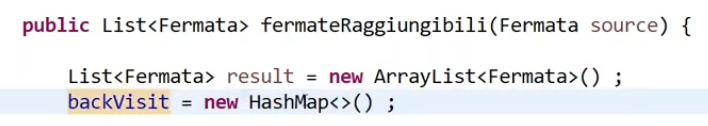 public List<Fermata> fermateRaggiungibili(Fermata source) {
List<Fermata> result = new ArrayList<Fermata>() ;
backVisit = new HashMap<>() ;